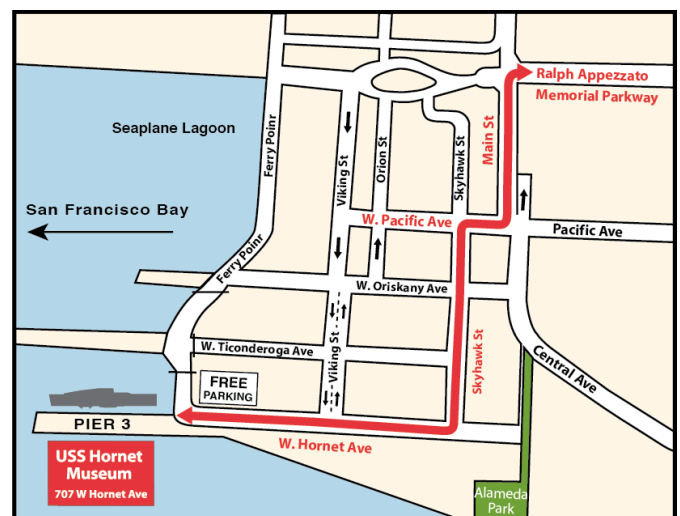 Ralph Appezzato
Memorial Parkway
Seaplane Lagoon
Ferry Poinr
Viking St
Orion St
Skyhawk St
Main St
San Francisco Bay
W. Pacific Ave
Pacific Ave
Ferry Poinr
W. Oriskany Ave
W. Ticonderoga Ave
Viking St
Skyhawk St
Central Ave
FREE
PARKING
PIER 3
W. Hornet Ave
USS Hornet
Museum
707 W Hornet Ave
Alameda
Park